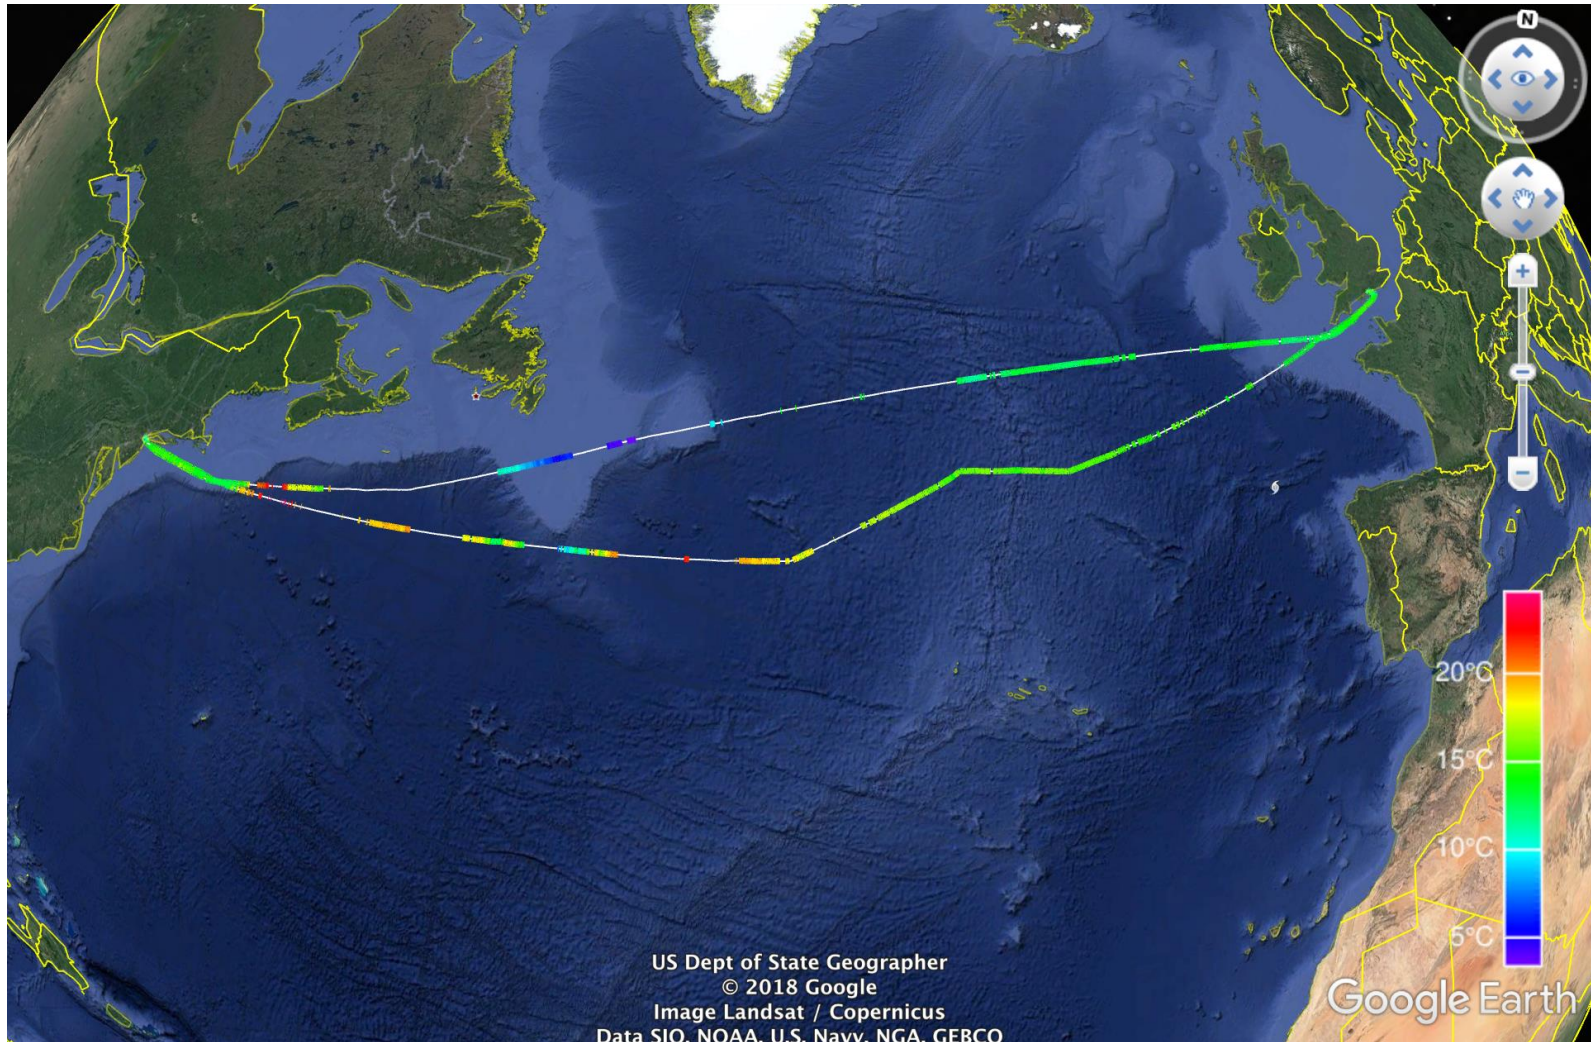 N
20°C
15°C
10°C
5°C
US Dept of State Geographer
© 2018 Google
Image Landsat / Copernicus
Data SIO, NOAA, U.S. Navy, NGA, GEBCO
Google Earth